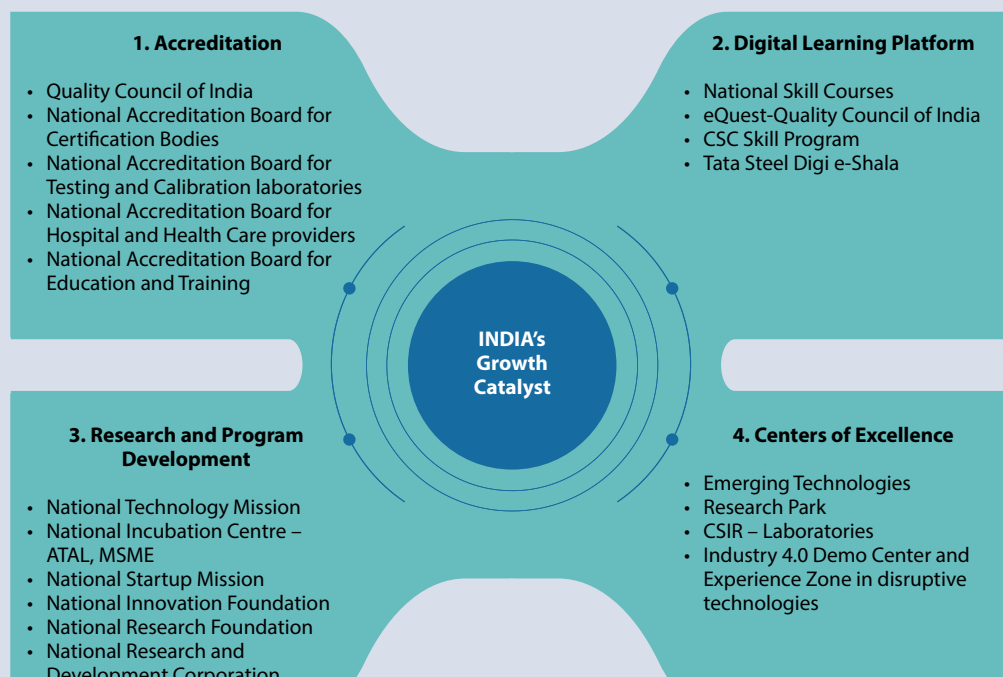 1. Accreditation
• Quality Council of India
• National Accreditation Board for
Certification Bodies
• National Accreditation Board for
Testing and Calibration laboratories
• National Accreditation Board for
Hospital and Health Care providers
• National Accreditation Board for
Education and Training
2. Digital Learning Platform
• National Skill Courses
• eQuest-Quality Council of India
• CSC Skill Program
• Tata Steel Digi e-Shala
INDIA’s
Growth
Catalyst
3. Research and Program
Development
• National Technology Mission
• National Incubation Centre –
ATAL, MSME
• National Startup Mission
• National Innovation Foundation
• National Research Foundation
• National Research and
Development Corporation
4. Centers of Excellence
• Emerging Technologies
• Research Park
• CSIR – Laboratories
• Industry 4.0 Demo Center and
Experience Zone in disruptive
technologies